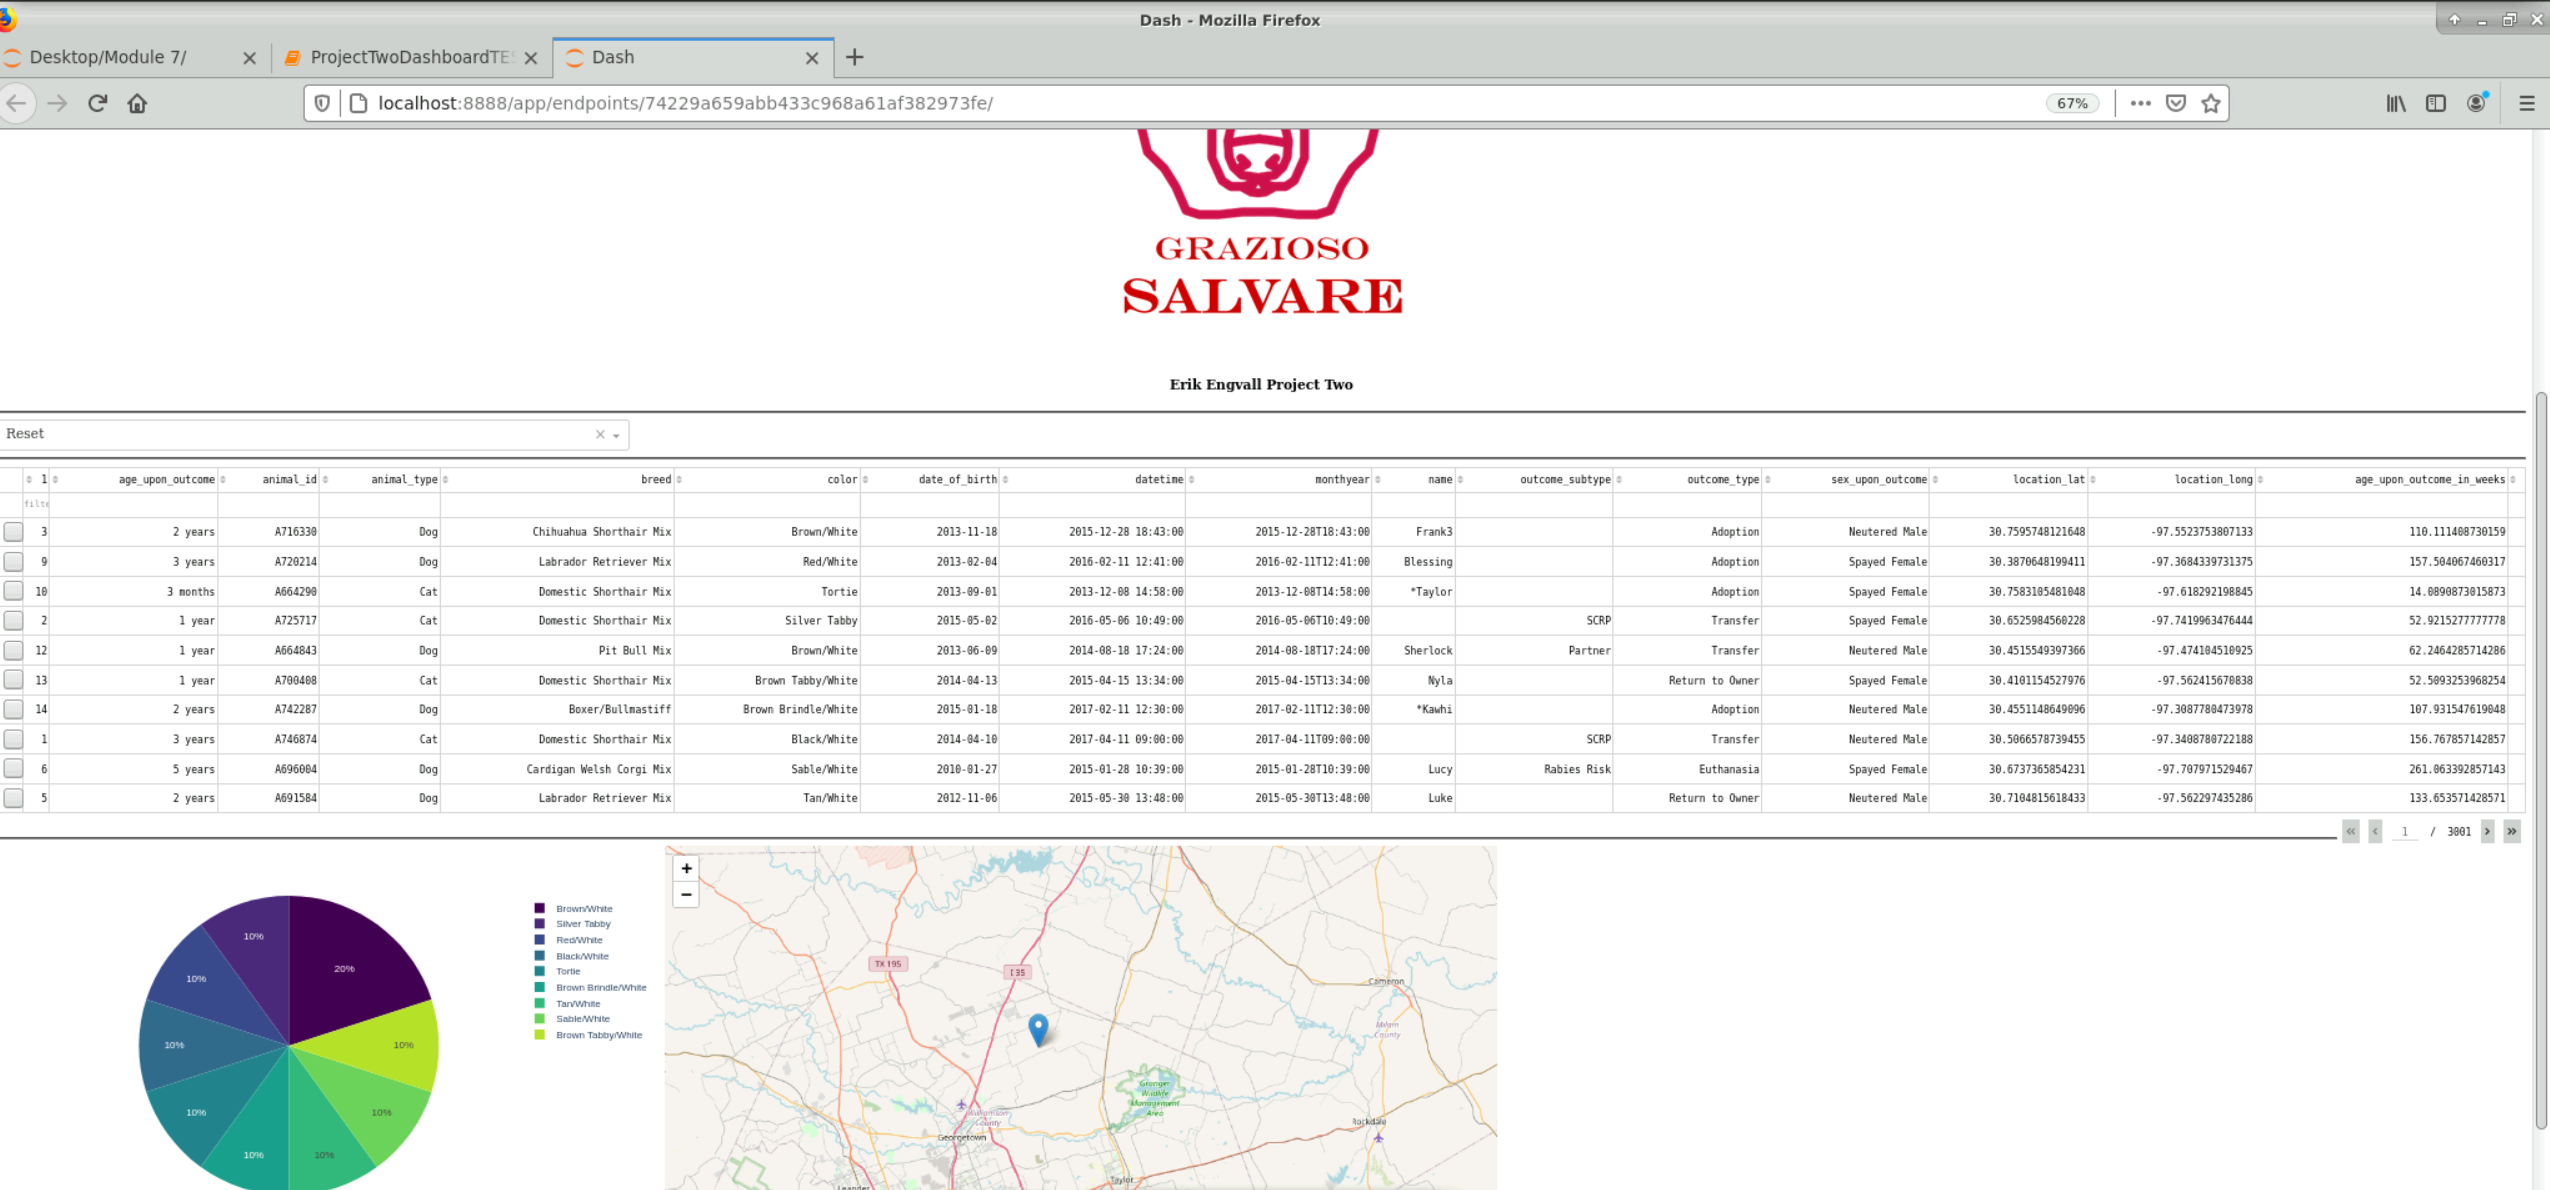 Dash - Mozilla Firefox
Desktop/Module 7/ ProjectTwoDashboardTES Dash
localhost:8888/app/endpoints/74229a659abb433c968a61af382973fe/ 67%
GRAZIOSO
SALVARE
Erik Engvall Project Two
Reset
1 age_upon_outcome animal_id animal_type breed color date_of_birth datetime monthyear name outcome_subtype outcome_type sex_upon_outcome location_lat location_long age_upon_outcome_in_weeks
filte
3 2 years A716330 Dog Chihuahua Shorthair Mix Brown/White 2013-11-18 2015-12-28 18:43:00 2015-12-28T18:43:00 Frank3 Adoption Neutered Male 30.7595748121648 -97.5523753807133 110.111408730159
9 3 years A720214 Dog Labrador Retriever Mix Red/White 2013-02-04 2016-02-11 12:41:00 2016-02-11T12:41:00 Blessing Adoption Spayed Female 30.3870648199411 -97.3684339731375 157.504067460317
10 3 months A664290 Cat Domestic Shorthair Mix Tortie 2013-09-01 2013-12-08 14:58:00 2013-12-08T14:58:00 *Taylor Adoption Spayed Female 30.7583105481048 -97.618292198845 14.0890873015873
2 1 year A725717 Cat Domestic Shorthair Mix Silver Tabby 2015-05-02 2016-05-06 10:49:00 2016-05-06T10:49:00 SCRP Transfer Spayed Female 30.6525984560228 -97.7419963476444 52.9215277777778
12 1 year A664843 Dog Pit Bull Mix Brown/White 2013-06-09 2014-08-18 17:24:00 2014-08-18T17:24:00 Sherlock Partner Transfer Neutered Male 30.4515549397366 -97.474104510925 62.2464285714286
13 1 year A700408 Cat Domestic Shorthair Mix Brown Tabby/White 2014-04-13 2015-04-15 13:34:00 2015-04-15T13:34:00 Nyla Return to Owner Spayed Female 30.4101154527976 -97.562415670838 52.5093253968254
14 2 years A742287 Dog Boxer/Bullmastiff Brown Brindle/White 2015-01-18 2017-02-11 12:30:00 2017-02-11T12:30:00 *Kawhi Adoption Neutered Male 30.4551148649096 -97.3087780473978 107.931547619048
1 3 years A746874 Cat Domestic Shorthair Mix Black/White 2014-04-10 2017-04-11 09:00:00 2017-04-11T09:00:00 SCRP Transfer Neutered Male 30.5066578739455 -97.3408780722188 156.767857142857
6 5 years A696004 Dog Cardigan Welsh Corgi Mix Sable/White 2010-01-27 2015-01-28 10:39:00 2015-01-28T10:39:00 Lucy Rabies Risk Euthanasia Spayed Female 30.6737365854231 -97.707971529467 261.063392857143
5 2 years A691584 Dog Labrador Retriever Mix Tan/White 2012-11-06 2015-05-30 13:48:00 2015-05-30T13:48:00 Luke Return to Owner Neutered Male 30.7104815618433 -97.562297435286 133.653571428571
« ‹ 1 / 3001 › »
10%
20%
10%
10%
10%
10%
10%
10%
10%
Brown/White
Silver Tabby
Red/White
Black/White
Tortie
Brown Brindle/White
Tan/White
Sable/White
Brown Tabby/White
+
−
TX 195
I 35
Cameron
Milam
County
Granger
Wildlife
Management
Area
Williamson
County
Georgetown
Rockdale
Taylor
Leander